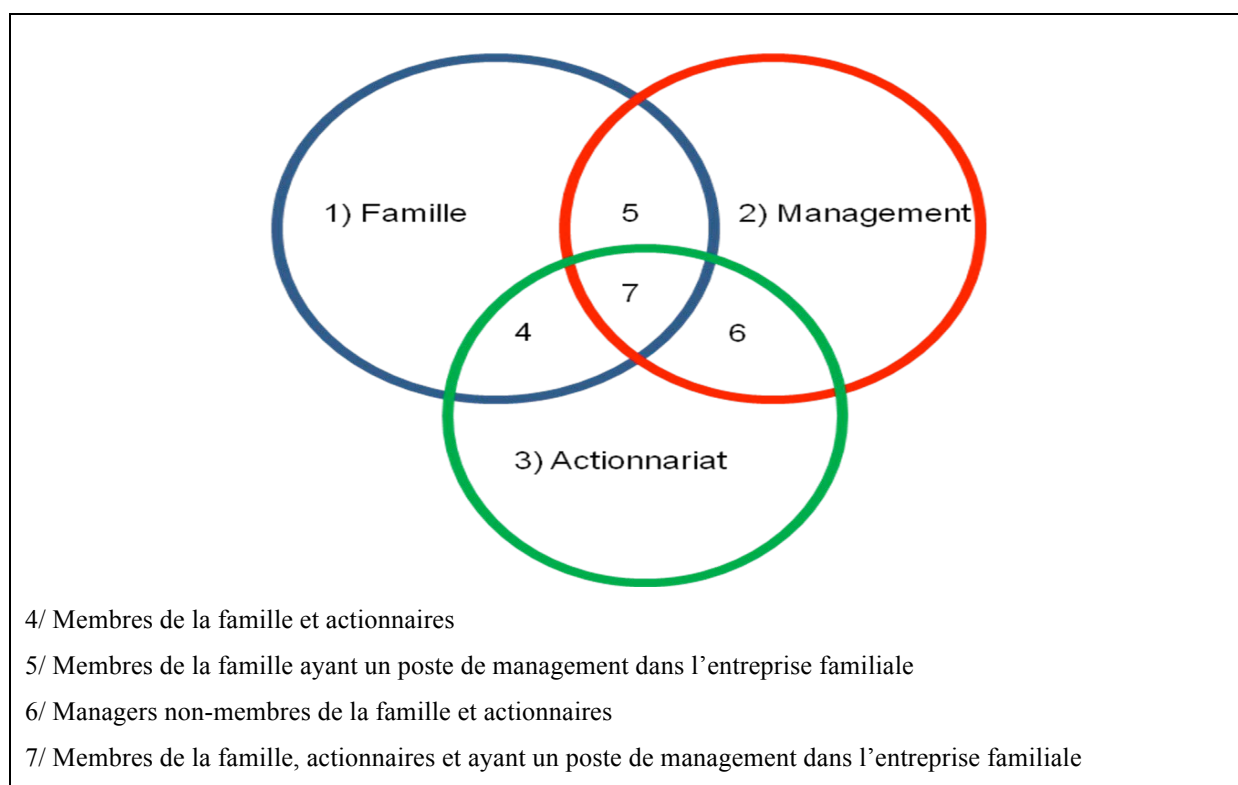 1) Famille
5
2) Management
7
4
6
3) Actionnariat
4/ Membres de la famille et actionnaires
5/ Membres de la famille ayant un poste de management dans l’entreprise familiale
6/ Managers non-membres de la famille et actionnaires
7/ Membres de la famille, actionnaires et ayant un poste de management dans l’entreprise familiale